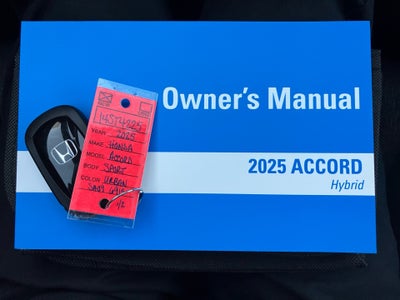 Owner's Manual
2025 ACCORD
Hybrid
YEAR 2025
MAKE HONDA
MODEL ACCORD
BODY SPORT
COLOR URBAN